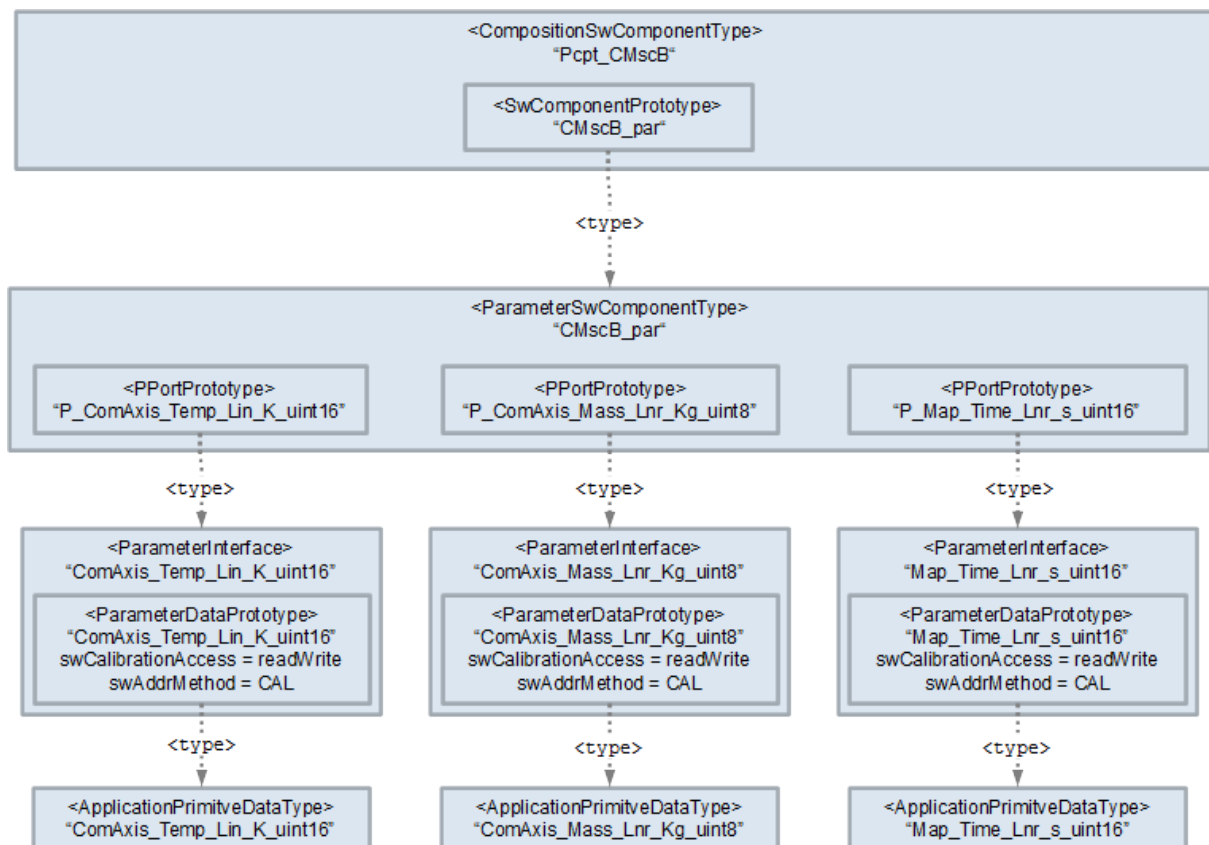 <CompositionSwComponentType>
“Pcpt_CMscB”
<SwComponentPrototype>
“CMscB_par“
<type>
<ParameterSwComponentType>
“CMscB_par“
<PPortPrototype>
“P_ComAxis_Temp_Lin_K_uint16”
<PPortPrototype>
“P_ComAxis_Mass_Lnr_Kg_uint8”
<PPortPrototype>
“P_Map_Time_Lnr_s_uint16”
<type>
<type>
<type>
<ParameterInterface>
“ComAxis_Temp_Lin_K_uint16”
<ParameterDataPrototype>
“ComAxis_Temp_Lin_K_uint16”
swCalibrationAccess = readWrite
swAddrMethod = CAL
<ParameterInterface>
“ComAxis_Mass_Lnr_Kg_uint8”
<ParameterDataPrototype>
“ComAxis_Mass_Lnr_Kg_uint8”
swCalibrationAccess = readWrite
swAddrMethod = CAL
<ParameterInterface>
“Map_Time_Lnr_s_uint16”
<ParameterDataPrototype>
“Map_Time_Lnr_s_uint16”
swCalibrationAccess = readWrite
swAddrMethod = CAL
<type>
<type>
<type>
<ApplicationPrimitveDataType>
“ComAxis_Temp_Lin_K_uint16”
<ApplicationPrimitveDataType>
“ComAxis_Mass_Lnr_Kg_uint8”
<ApplicationPrimitveDataType>
“Map_Time_Lnr_s_uint16”